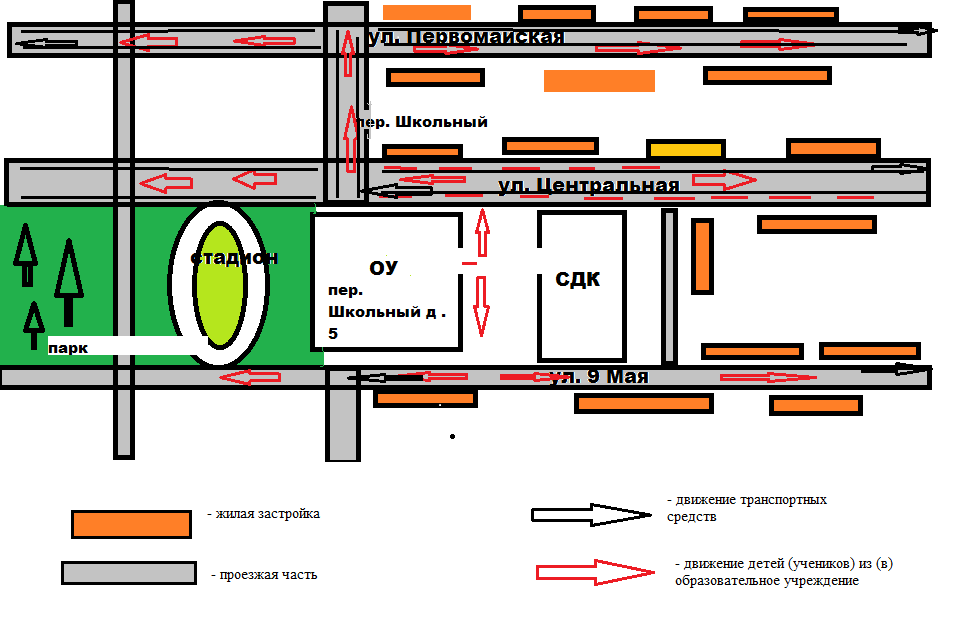 ул. Первомайская
пер. Школьный
ул. Центральная
стадион
ОУ
пер.
Школьный д .
5
СДК
парк
ул. 9 Мая
- жилая застройка
- проезжая часть
- движение транспортных
средств
- движение детей (учеников) из (в)
образовательное учреждение